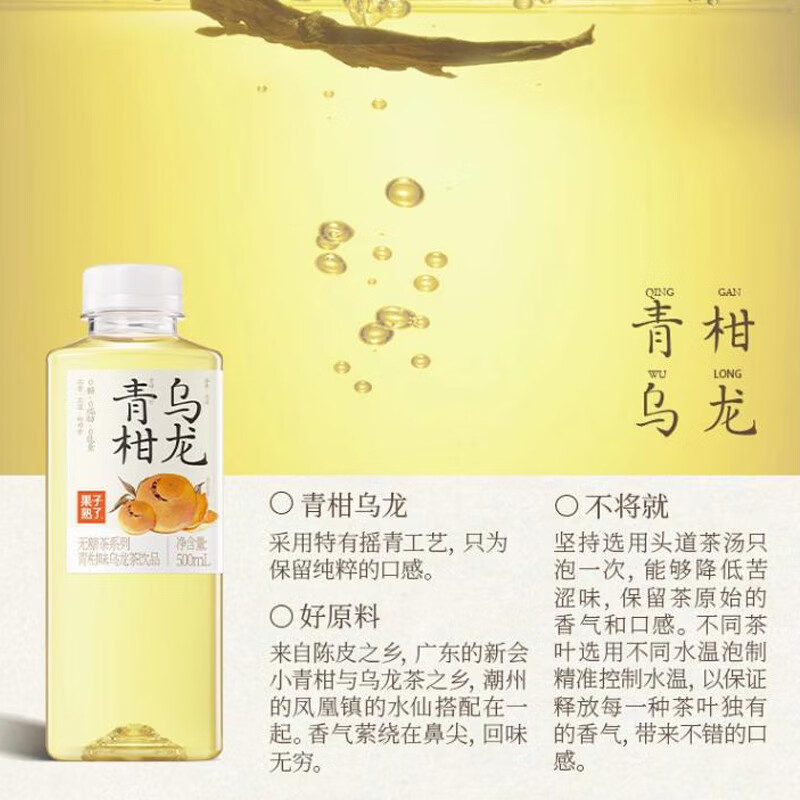 QING GAN
青柑
WU LONG
乌龙
青柑
乌龙
0糖·0脂肪·0能量
果子
熟了
无糖茶系列
青柑味乌龙茶饮品
净含量:
500mL
○ 青柑乌龙
采用特有摇青工艺, 只为
保留纯粹的口感。
○ 好原料
来自陈皮之乡, 广东的新会
小青柑与乌龙茶之乡, 潮州
的凤凰镇的水仙搭配在一
起。香气萦绕在鼻尖, 回味
无穷。
○ 不将就
坚持选用头道茶汤只
泡一次, 能够降低苦
涩味, 保留茶原始的
香气和口感。不同茶
叶选用不同水温泡制
精准控制水温, 以保证
释放每一种茶叶独有
的香气, 带来不错的口
感。